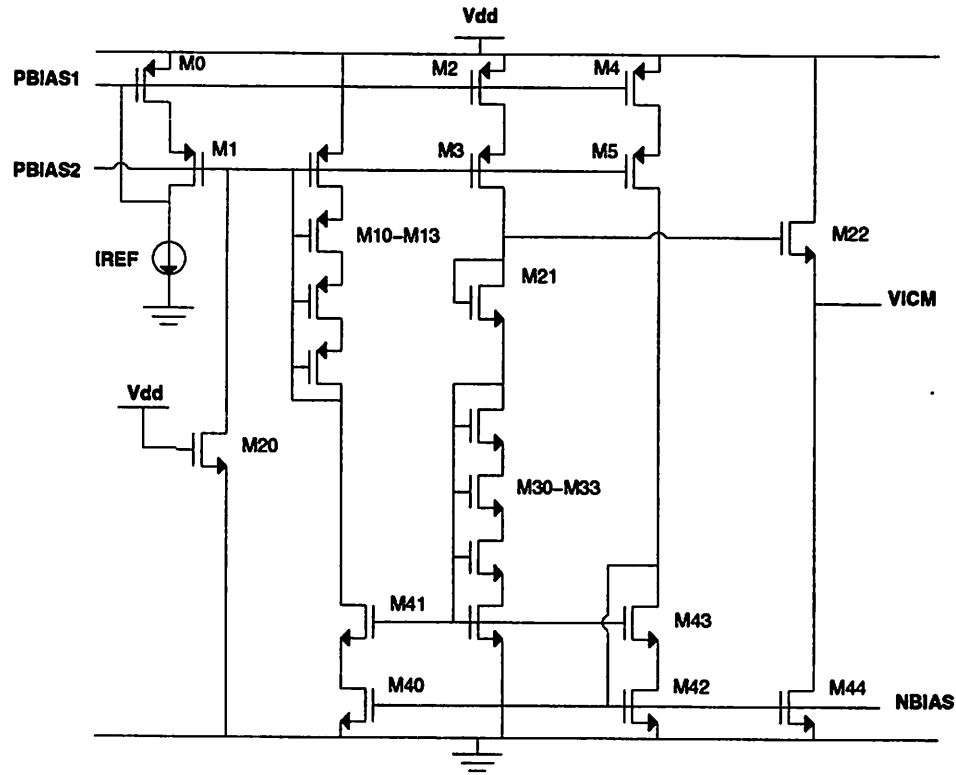 Vdd
M0
M2
M4
PBIAS1
M1
M3
M5
PBIAS2
M10-M13
M22
IREF
M21
VICM
Vdd
M20
M30-M33
M41
M43
M40
M42
M44
NBIAS